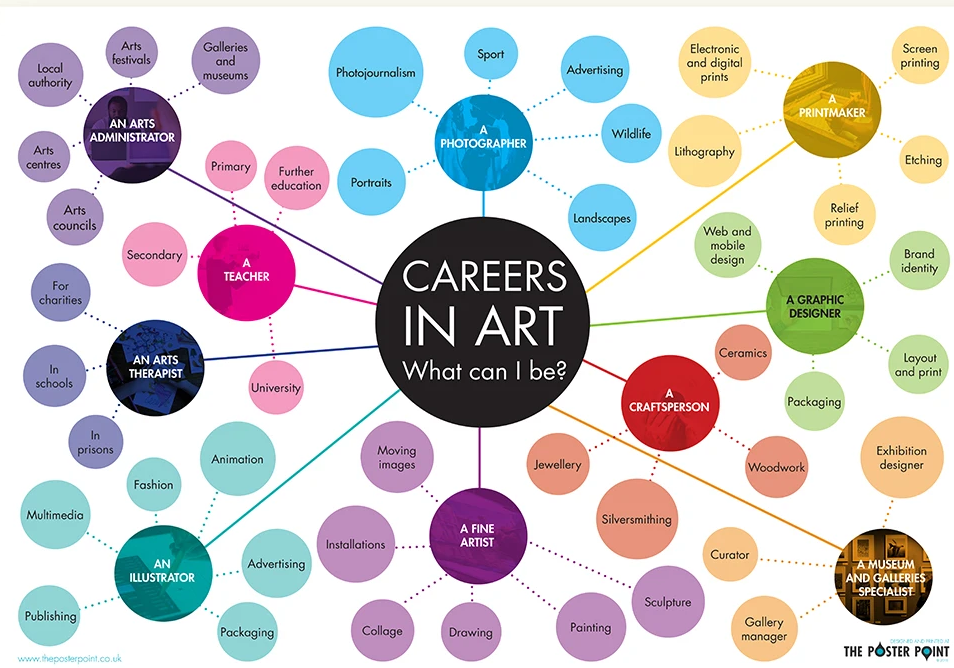 CAREERS
IN ART
What can I be?
AN ARTS
ADMINISTRATOR
Local
authority
Arts
festivals
Galleries
and
museums
Arts
centres
Arts
councils
A
TEACHER
Primary
Further
education
Secondary
University
A
PHOTOGRAPHER
Photojournalism
Sport
Advertising
Wildlife
Portraits
Landscapes
A
PRINTMAKER
Electronic
and digital
prints
Screen
printing
Lithography
Etching
Relief
printing
A GRAPHIC
DESIGNER
Web and
mobile
design
Brand
identity
Layout
and print
Packaging
AN ARTS
THERAPIST
For
charities
In
schools
In
prisons
A
CRAFTSPERSON
Ceramics
Jewellery
Woodwork
Silversmithing
AN
ILLUSTRATOR
Animation
Fashion
Multimedia
Advertising
Publishing
Packaging
A FINE
ARTIST
Moving
images
Installations
Collage
Drawing
Painting
Sculpture
A MUSEUM
AND GALLERIES
SPECIALIST
Exhibition
designer
Curator
Gallery
manager
www.theposterpoint.co.uk
DESIGNED AND PRINTED AT
THE POSTER POINT